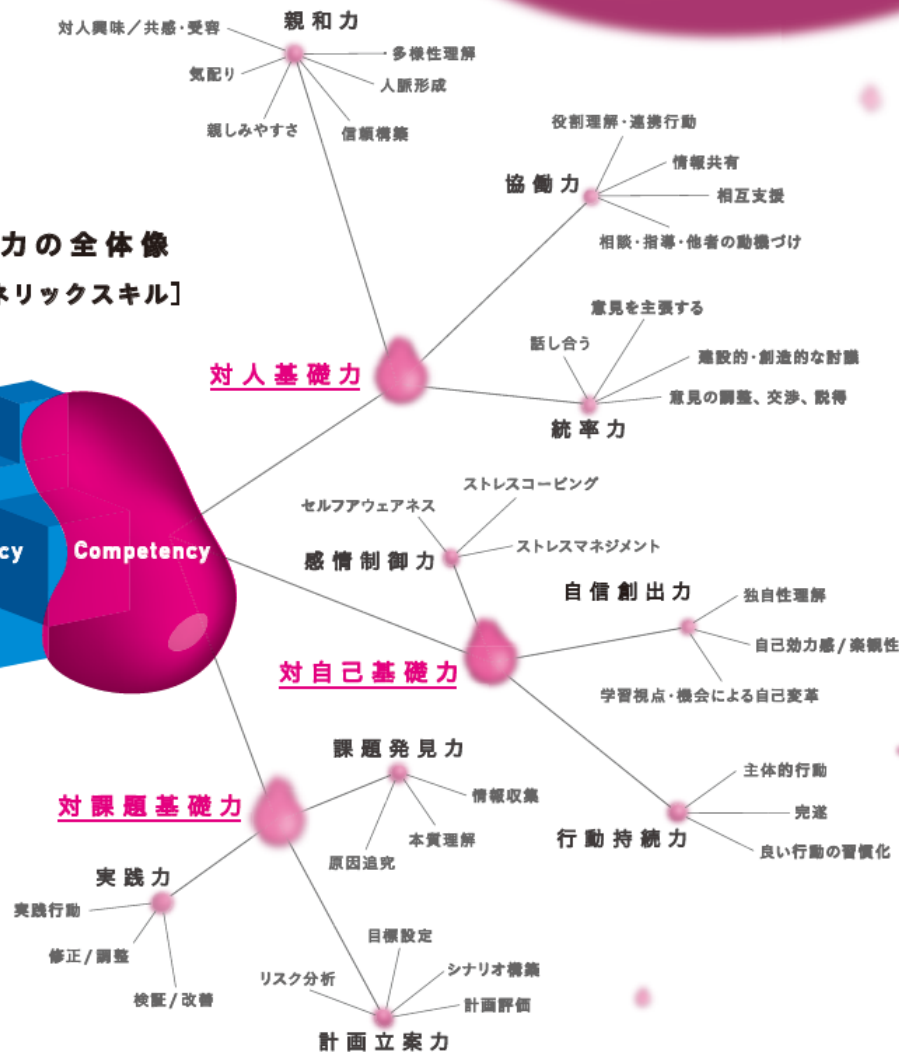 親和力
対人興味／共感・受容
多様性理解
気配り
人脈形成
親しみやすさ
信頼構築
役割理解・連携行動
協働力
情報共有
相互支援
相談・指導・他者の動機づけ
力の全体像
ネリックスキル］
意見を主張する
話し合う
建設的・創造的な討議
意見の調整、交渉、説得
統率力
対人基礎力
ストレスコーピング
セルフアウェアネス
ストレスマネジメント
感情制御力
cy
Competency
自信創出力
独自性理解
自己効力感/楽観性
学習視点・機会による自己変革
対自己基礎力
主体的行動
完遂
良い行動の習慣化
行動持続力
課題発見力
情報収集
本質理解
原因追究
対課題基礎力
実践力
実践行動
修正/調整
検証/改善
目標設定
シナリオ構築
リスク分析
計画評価
計画立案力